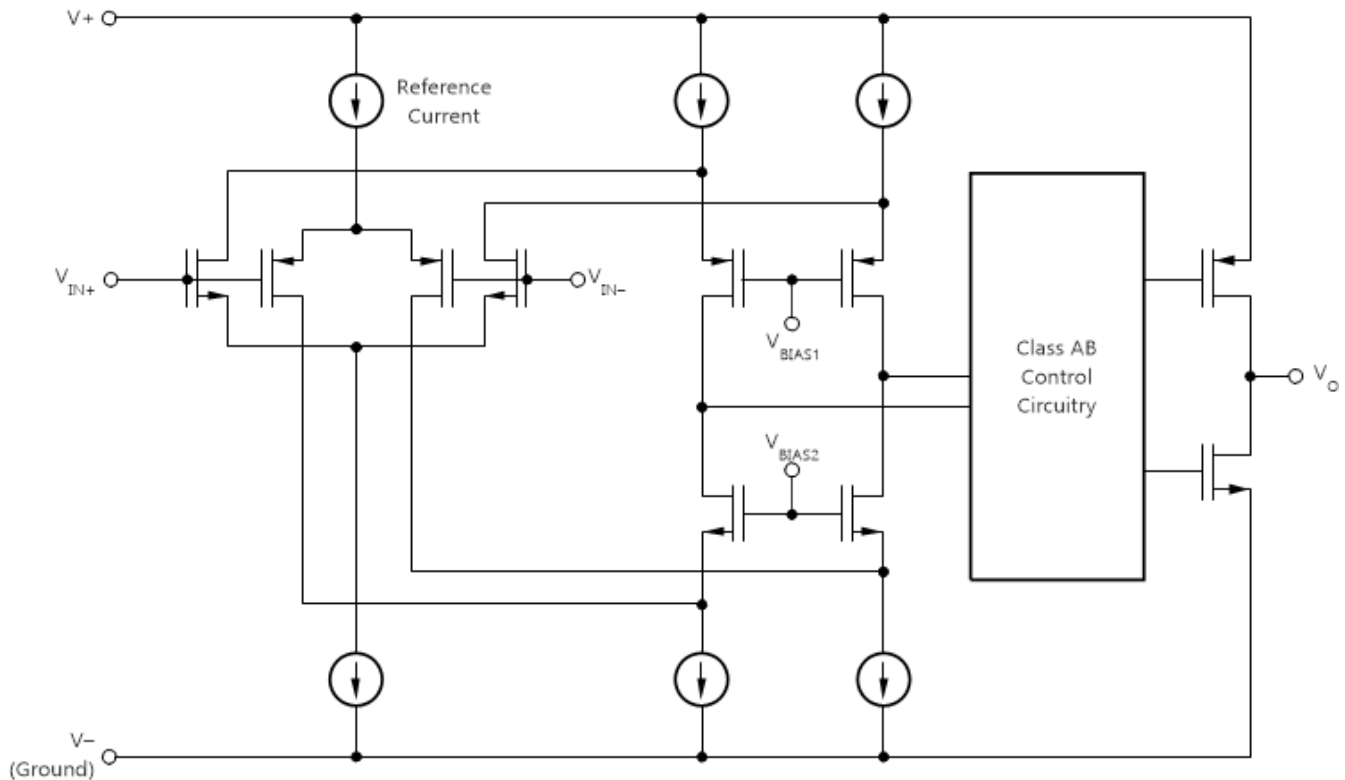 V+
Reference
Current
VIN+
VIN−
VBIAS1
Class AB
Control
Circuitry
VO
VBIAS2
V−
(Ground)